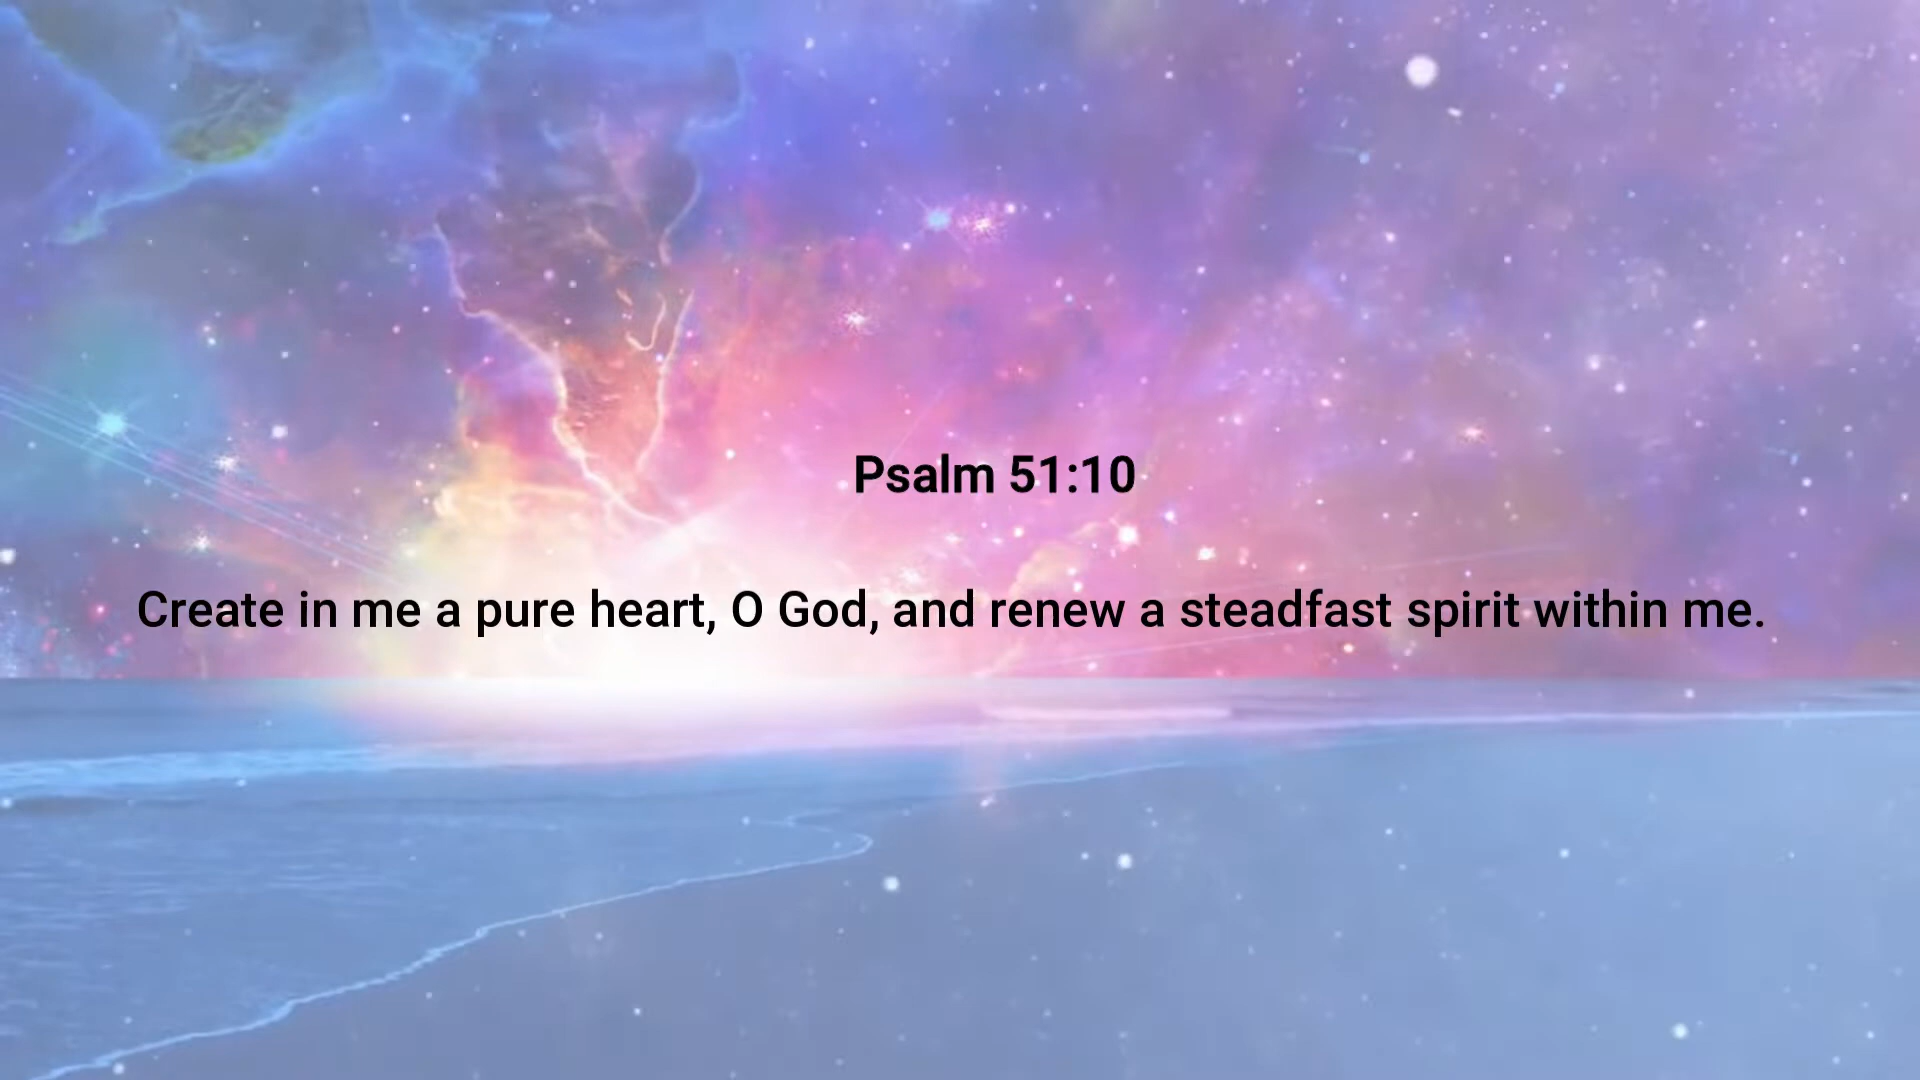 Psalm 51:10
Create in me a pure heart, O God, and renew a steadfast spirit within me.